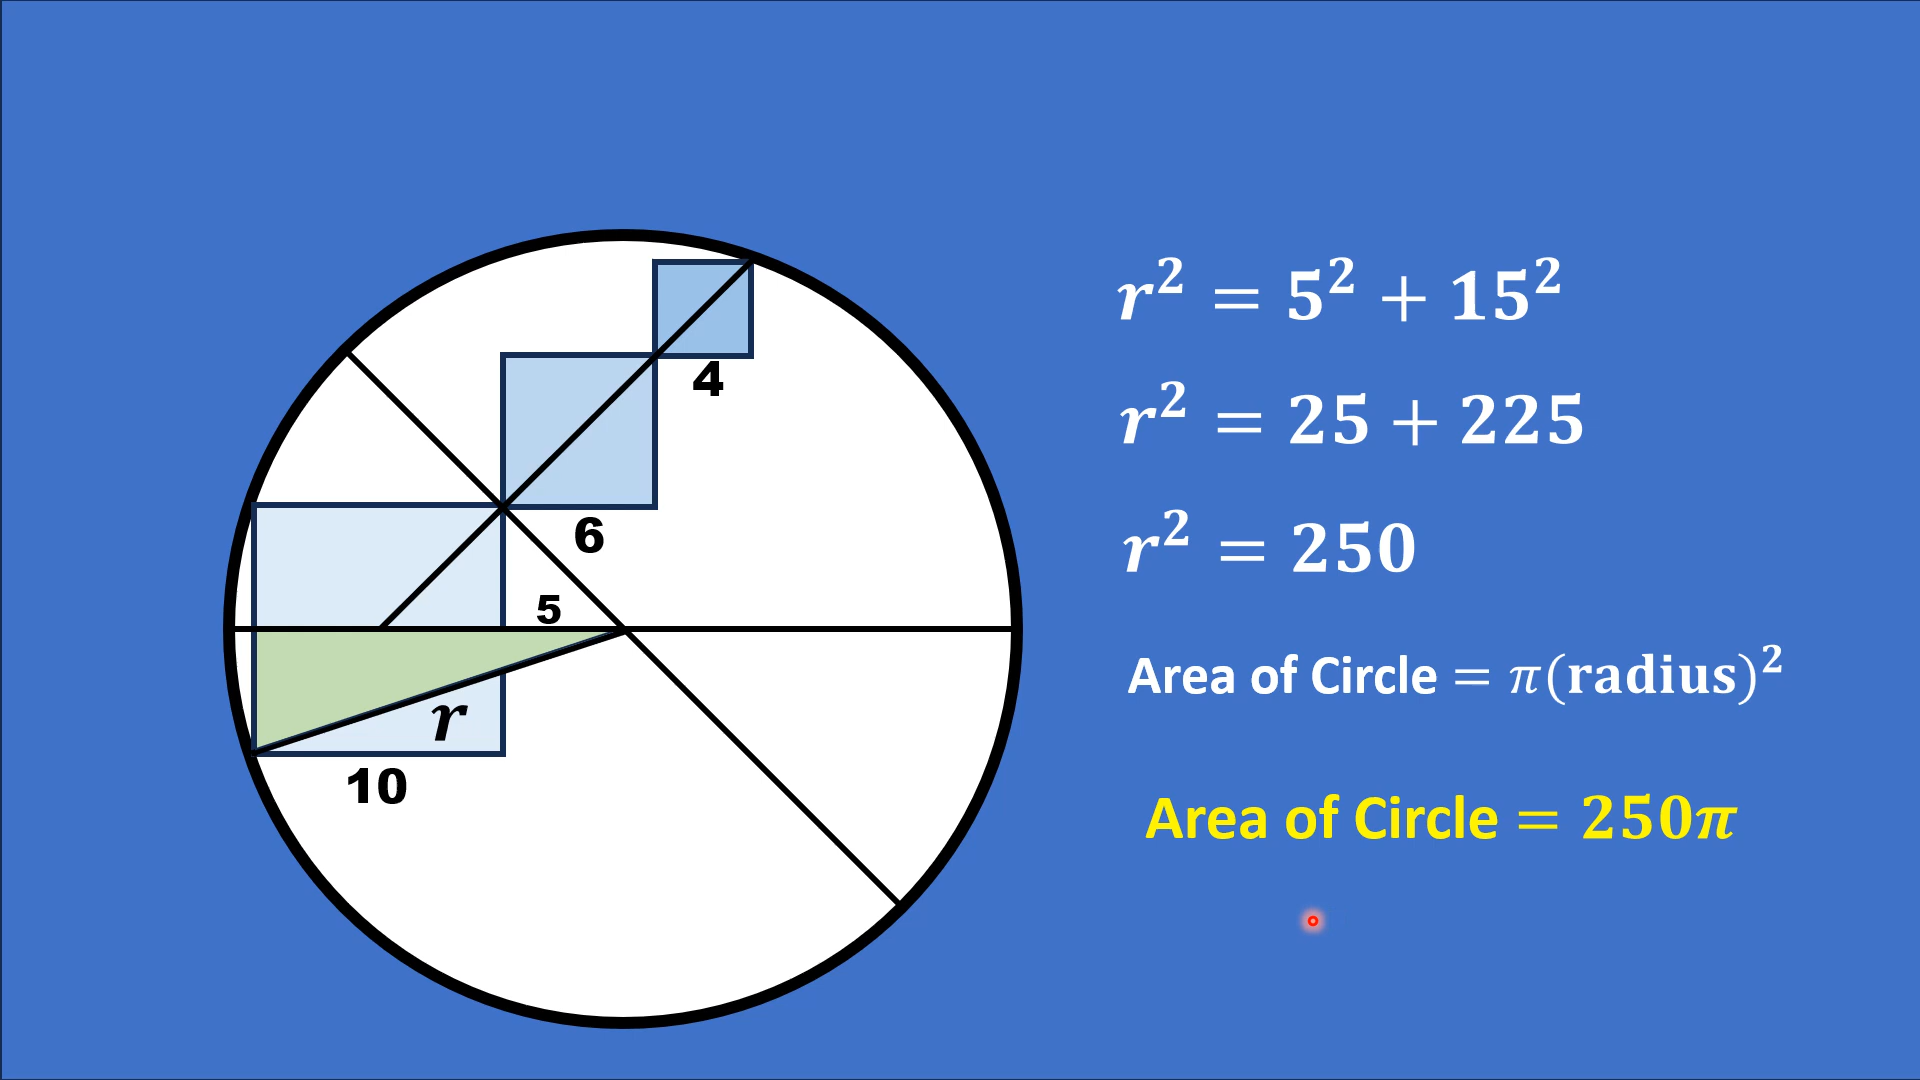 4
6
5
r
10
r² = 5² + 15²
r² = 25 + 225
r² = 250
Area of Circle = π(radius)²
Area of Circle = 250π